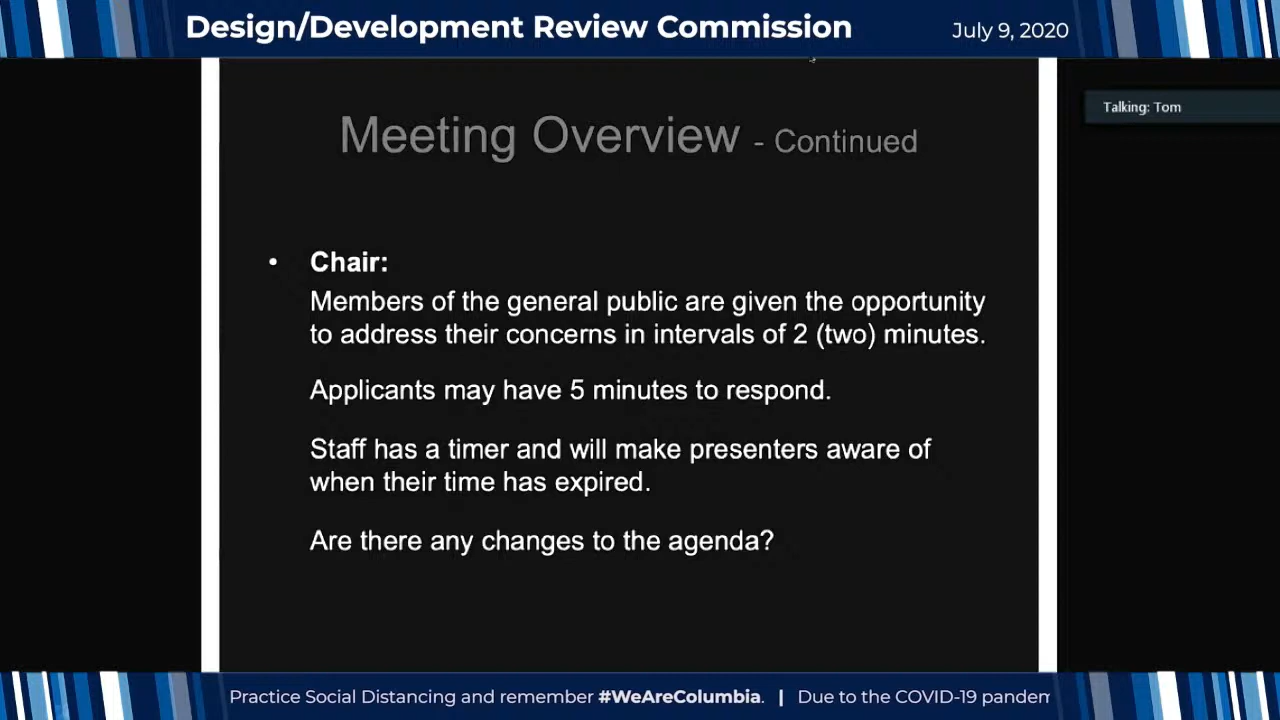 Design/Development Review Commission
July 9, 2020
Talking: Tom
Meeting Overview - Continued
• Chair:
Members of the general public are given the opportunity
to address their concerns in intervals of 2 (two) minutes.
Applicants may have 5 minutes to respond.
Staff has a timer and will make presenters aware of
when their time has expired.
Are there any changes to the agenda?
Practice Social Distancing and remember #WeAreColumbia. | Due to the COVID-19 pandem